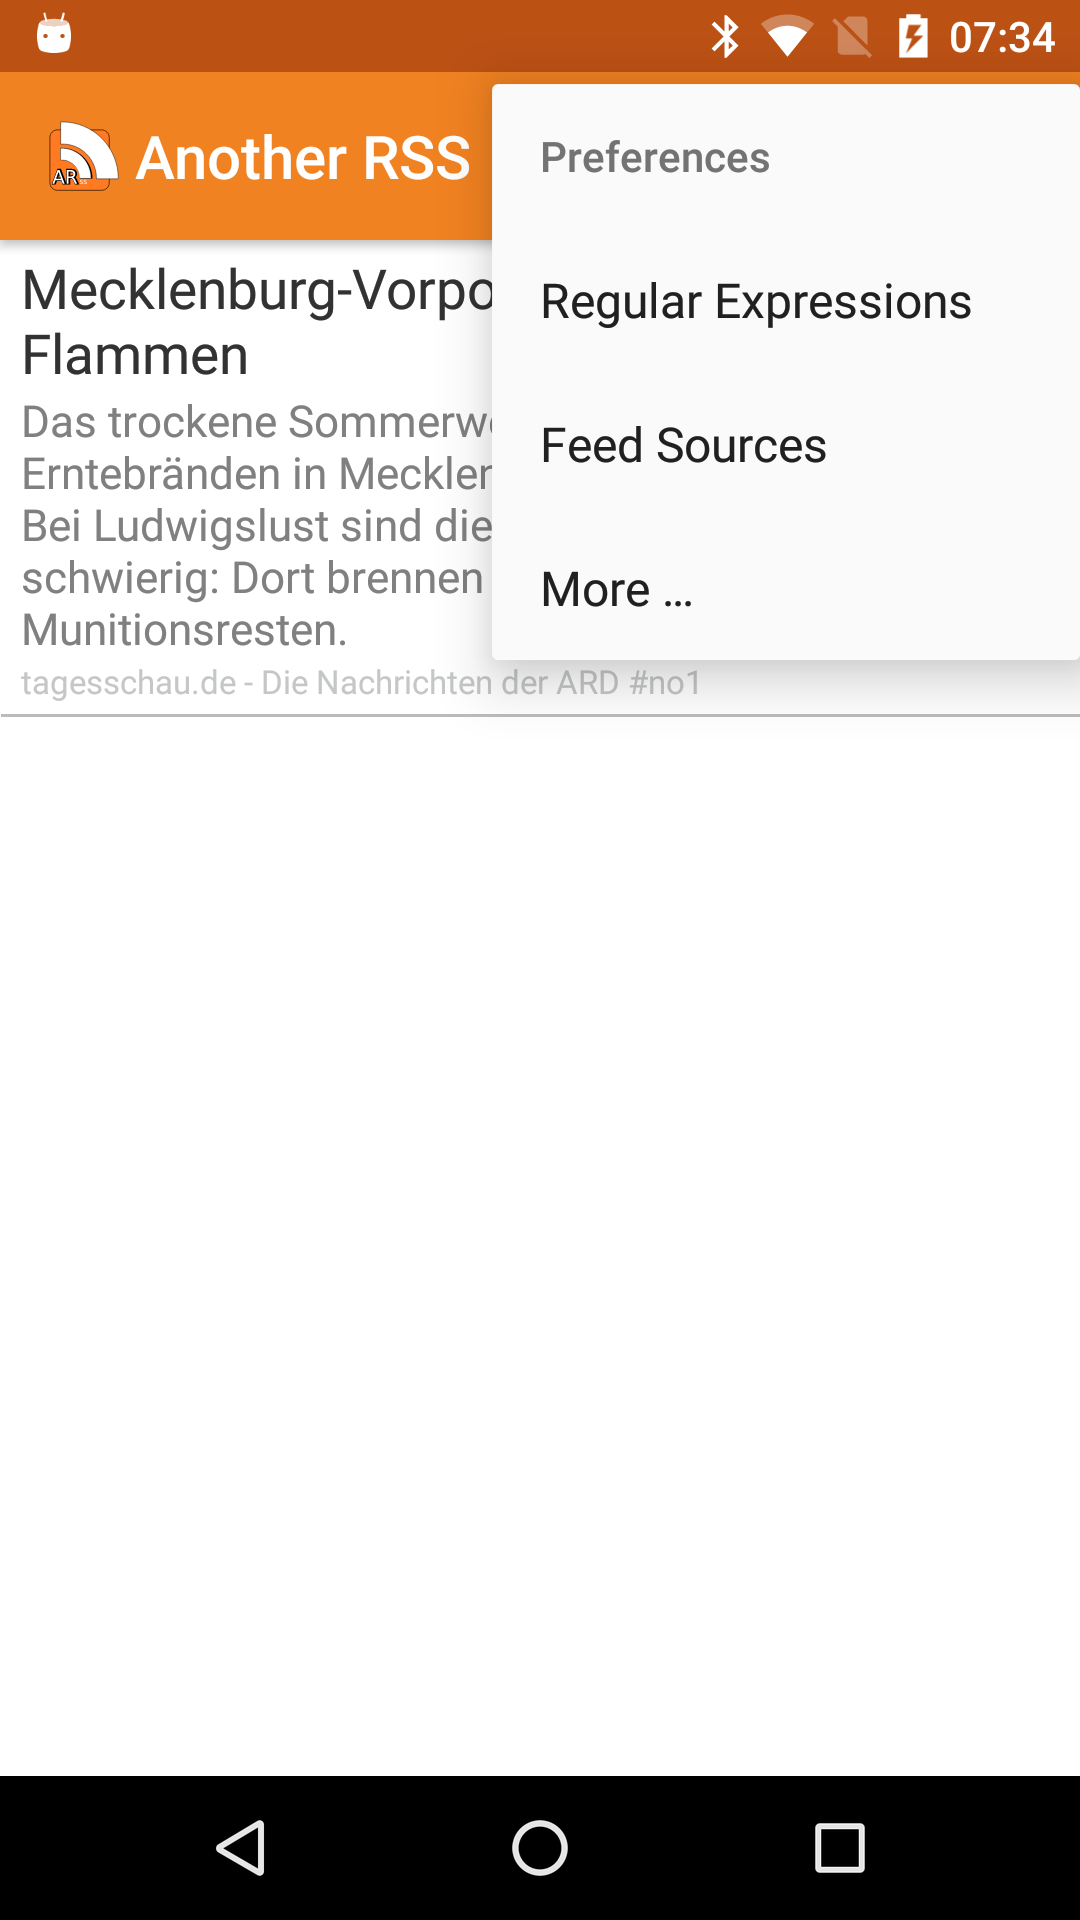 07:34
AR
Another RSS
Preferences
Regular Expressions
Feed Sources
More ...
Mecklenburg-Vorpo
Flammen
Das trockene Sommerw
Erntebränden in Meckler
Bei Ludwigslust sind die
schwierig: Dort brennen
Munitionsresten.
tagesschau.de - Die Nachrichten der ARD #no1